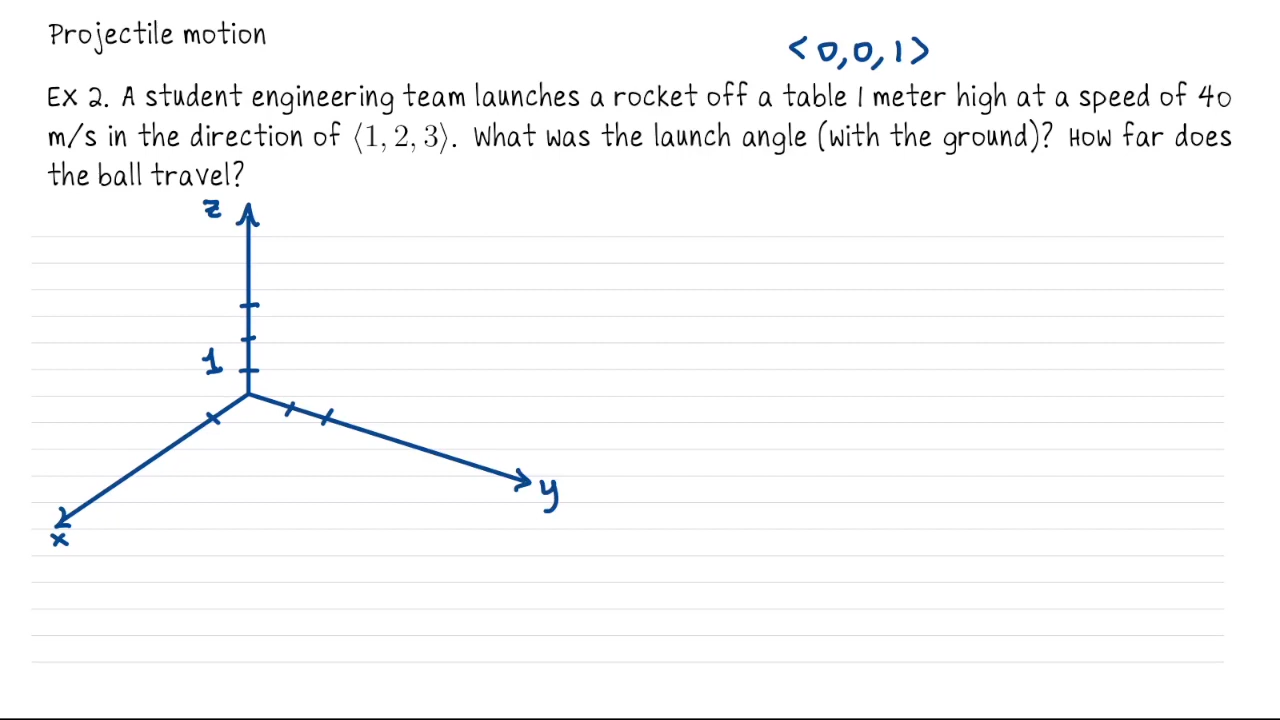 Projectile motion
<0,0,1>
Ex 2. A student engineering team launches a rocket off a table 1 meter high at a speed of 40
m/s in the direction of ⟨1, 2, 3⟩. What was the launch angle (with the ground)? How far does
the ball travel?
z
1
y
x